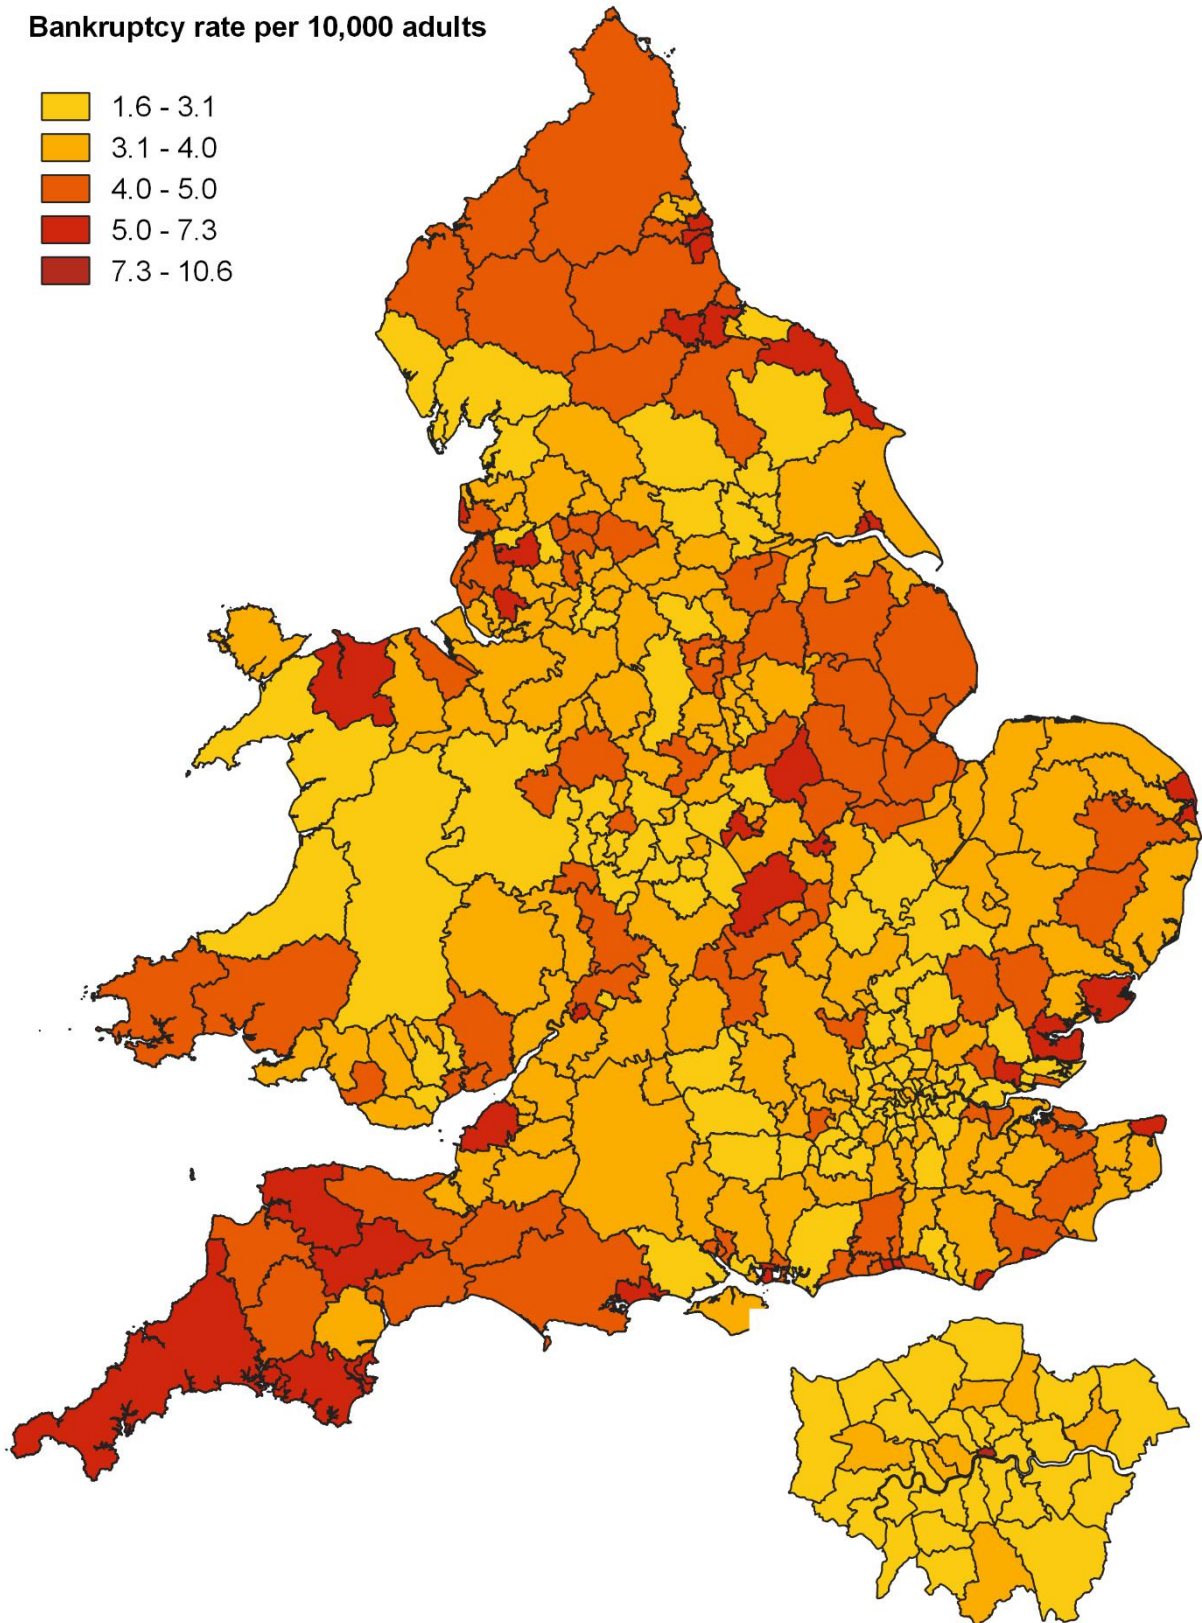 Bankruptcy rate per 10,000 adults
1.6 - 3.1
3.1 - 4.0
4.0 - 5.0
5.0 - 7.3
7.3 - 10.6